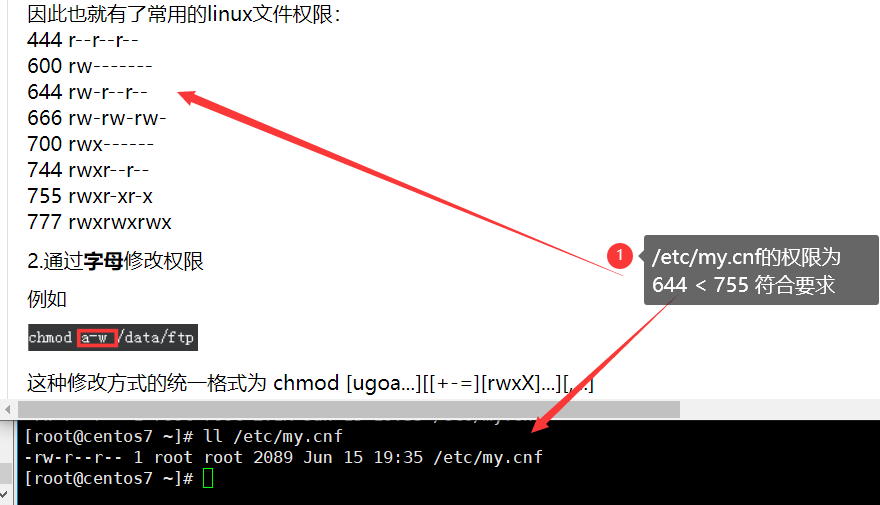 因此也就有了常用的linux文件权限：
444 r--r--r--
600 rw-------
644 rw-r--r--
666 rw-rw-rw-
700 rwx------
744 rwxr--r--
755 rwxr-xr-x
777 rwxrwxrwx
1
/etc/my.cnf的权限为
644 < 755 符合要求
2.通过字母修改权限
例如
chmod a-w /data/ftp
这种修改方式的统一格式为 chmod [ugoa...][[+-=][rwxX]...][,...]
[root@centos7 ~]# ll /etc/my.cnf
-rw-r--r-- 1 root root 2089 Jun 15 19:35 /etc/my.cnf
[root@centos7 ~]#